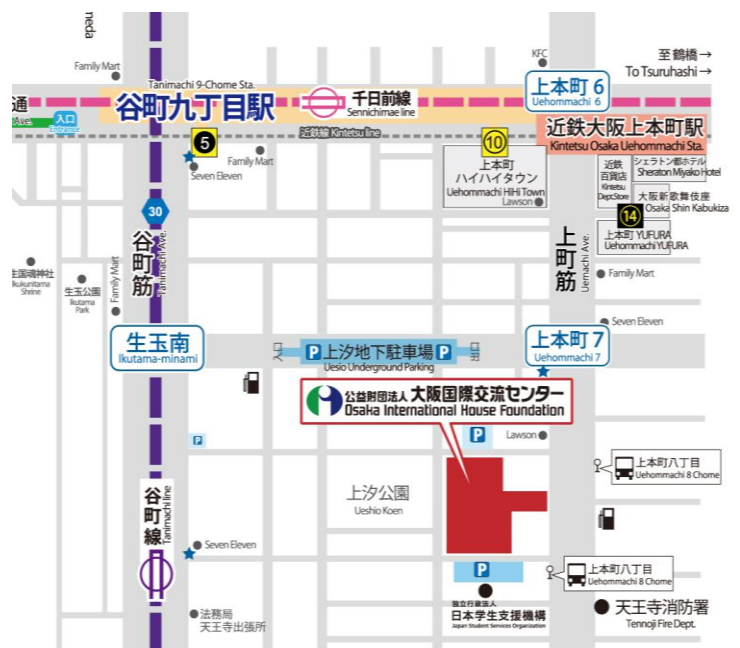 neda
Family Mart
KFC
至 鶴橋 →
To Tsuruhashi →
上本町 6
Uehommachi 6
Tanimachi 9-Chome Sta.
谷町九丁目駅
千日前線
Sennichimae line
通
Ave.
入口
Entrance
近鉄線 Kintetsu line
近鉄大阪上本町駅
Kintetsu Osaka Uehommachi Sta.
5
Family Mart
Seven Eleven
10
上本町
ハイハイタウン
Uehommachi HiHi Town
Lawson
近鉄
百貨店
Kintetsu
Dept.Store
シェラトン都ホテル
Sheraton Miyako Hotel
大阪新歌舞伎座
Osaka Shin Kabukiza
14
上本町 YUFURA
Uehommachi YUFURA
30
谷町筋
Tanimachi Ave.
上町筋
Uemachi Ave.
生国魂神社
Ikukunitama
Shrine
生玉公園
Ikutama
Park
Family Mart
Family Mart
Seven Eleven
生玉南
Ikutama-minami
入口
P 上汐地下駐車場 P
出口
Uesio Underground Parking
上本町 7
Uehommachi 7
公益財団法人 大阪国際交流センター
Osaka International House Foundation
P
P
Lawson
上本町八丁目
Uehommachi 8 Chome
谷町線
Tanimachi line
上汐公園
Ueshio Koen
Seven Eleven
P
上本町八丁目
Uehommachi 8 Chome
独立行政法人
日本学生支援機構
Japan Student Services Organization
法務局
天王寺出張所
天王寺消防署
Tennoji Fire Dept.